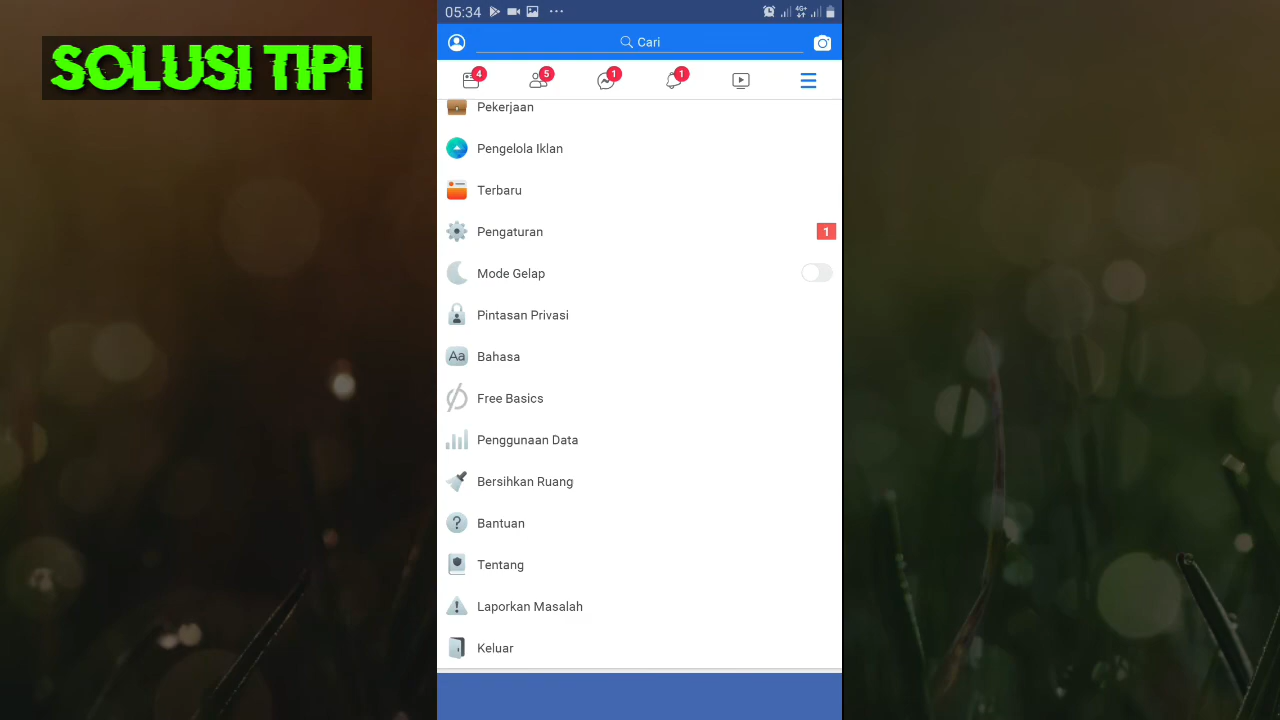 SOLUSI TIPI
05:34
4G+
Cari
4
5
1
1
Pekerjaan
Pengelola Iklan
Terbaru
Pengaturan
1
Mode Gelap
Pintasan Privasi
Aa
Bahasa
Free Basics
Penggunaan Data
Bersihkan Ruang
?
Bantuan
Tentang
!
Laporkan Masalah
Keluar